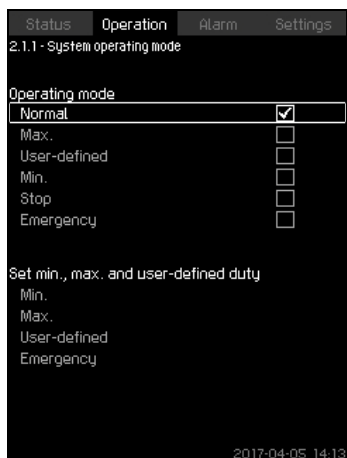 Status Operation Alarm Settings
2.1.1 - System operating mode
Operating mode
Normal
Max.
User-defined
Min.
Stop
Emergency
Set min., max. and user-defined duty
Min.
Max.
User-defined
Emergency
2017-04-05 14:13